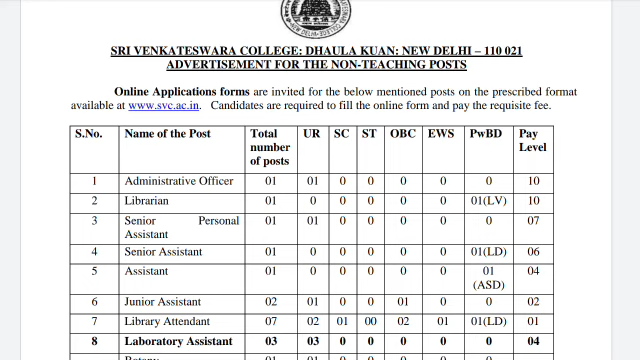 SRI VENKATESWARA COLLEGE: DHAULA KUAN: NEW DELHI – 110 021
ADVERTISEMENT FOR THE NON-TEACHING POSTS
Online Applications forms are invited for the below mentioned posts on the prescribed format
available at www.svc.ac.in. Candidates are required to fill the online form and pay the requisite fee.
S.No. Name of the Post Total number of posts UR SC ST OBC EWS PwBD Pay Level
1 Administrative Officer 01 01 0 0 0 0 0 10
2 Librarian 01 0 0 0 0 0 01(LV) 10
3 Senior Personal Assistant 01 01 0 0 0 0 0 07
4 Senior Assistant 01 0 0 0 0 0 01(LD) 06
5 Assistant 01 0 0 0 0 0 01 (ASD) 04
6 Junior Assistant 02 01 0 0 01 0 0 02
7 Library Attendant 07 02 01 00 02 01 01(LD) 01
8 Laboratory Assistant 03 03 0 0 0 0 0 04